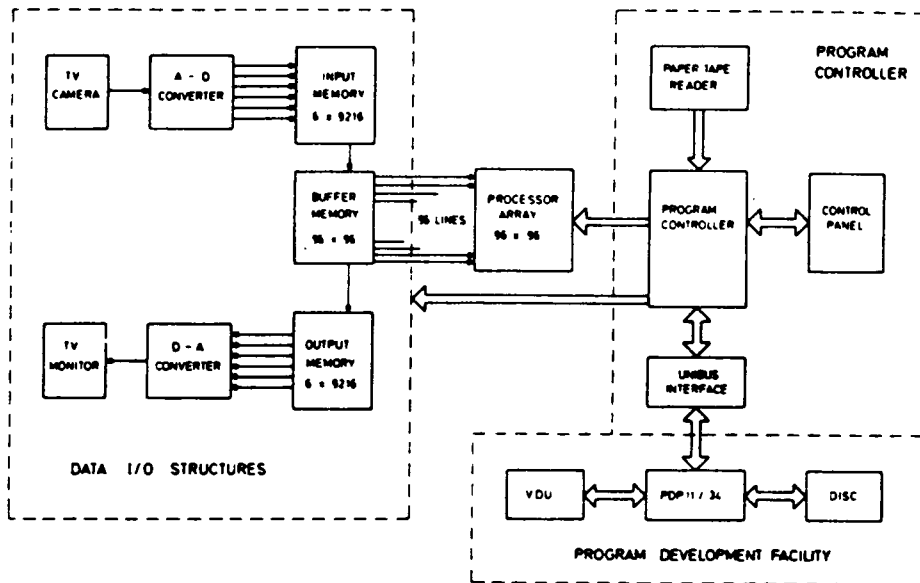 TV
CAMERA
A - D
CONVERTER
INPUT
MEMORY
6 x 9216
BUFFER
MEMORY
96 x 96
96 LINES
PROCESSOR
ARRAY
96 x 96
TV
MONITOR
D - A
CONVERTER
OUTPUT
MEMORY
6 x 9216
DATA I/O STRUCTURES
PROGRAM
CONTROLLER
PAPER TAPE
READER
PROGRAM
CONTROLLER
CONTROL
PANEL
UNIBUS
INTERFACE
VDU
PDP 11 / 34
DISC
PROGRAM DEVELOPMENT FACILITY